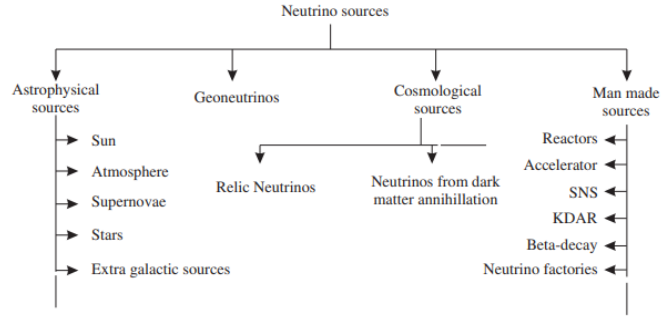 Neutrino sources
Astrophysical
sources
Geoneutrinos
Cosmological
sources
Man made
sources
Sun
Atmosphere
Supernovae
Stars
Extra galactic sources
Relic Neutrinos
Neutrinos from dark
matter annihillation
Reactors
Accelerator
SNS
KDAR
Beta-decay
Neutrino factories